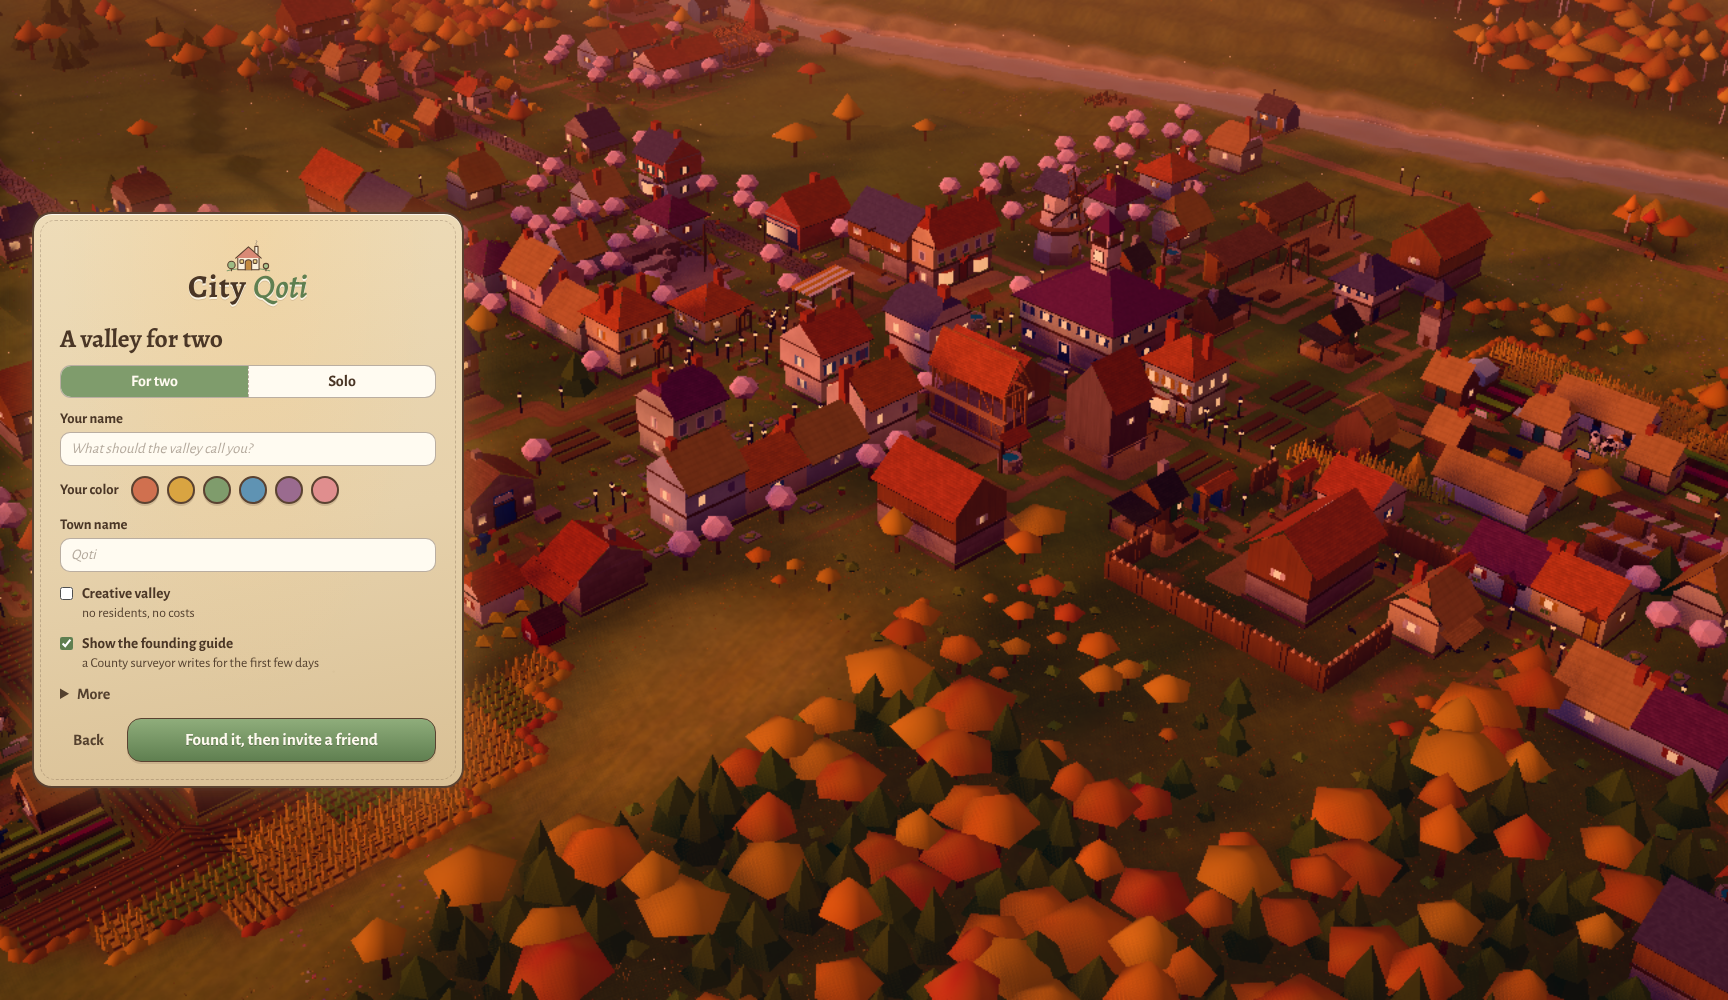 City Qoti
A valley for two
For two
Solo
Your name
What should the valley call you?
Your color
Town name
Qoti
Creative valley
no residents, no costs
Show the founding guide
a County surveyor writes for the first few days
More
Back
Found it, then invite a friend